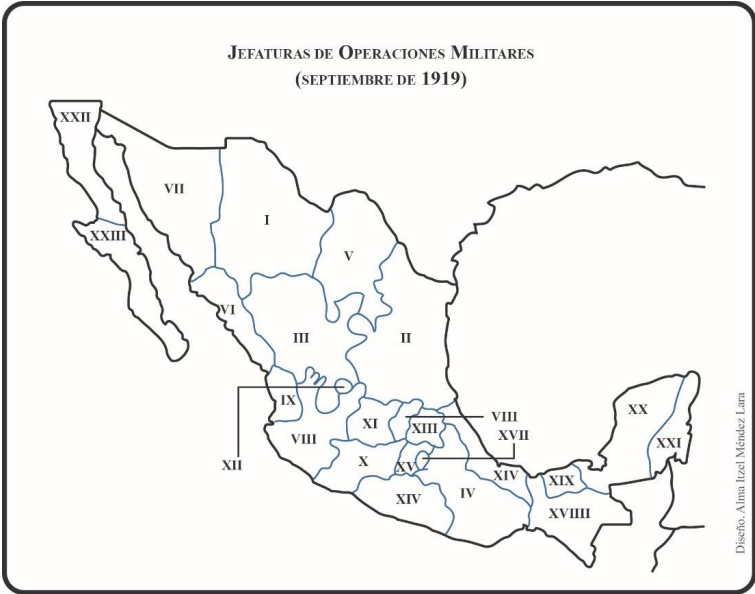 JEFATURAS DE OPERACIONES MILITARES
(SEPTIEMBRE DE 1919)
XXII
VII
I
XXIII
V
VI
III
II
IX
XI
VIII
XIII
XVII
XX
XXI
VIII
XII
X
XV
XIV
XIX
XIV
IV
XVIIII
Diseño. Alma Itzel Méndez Lara